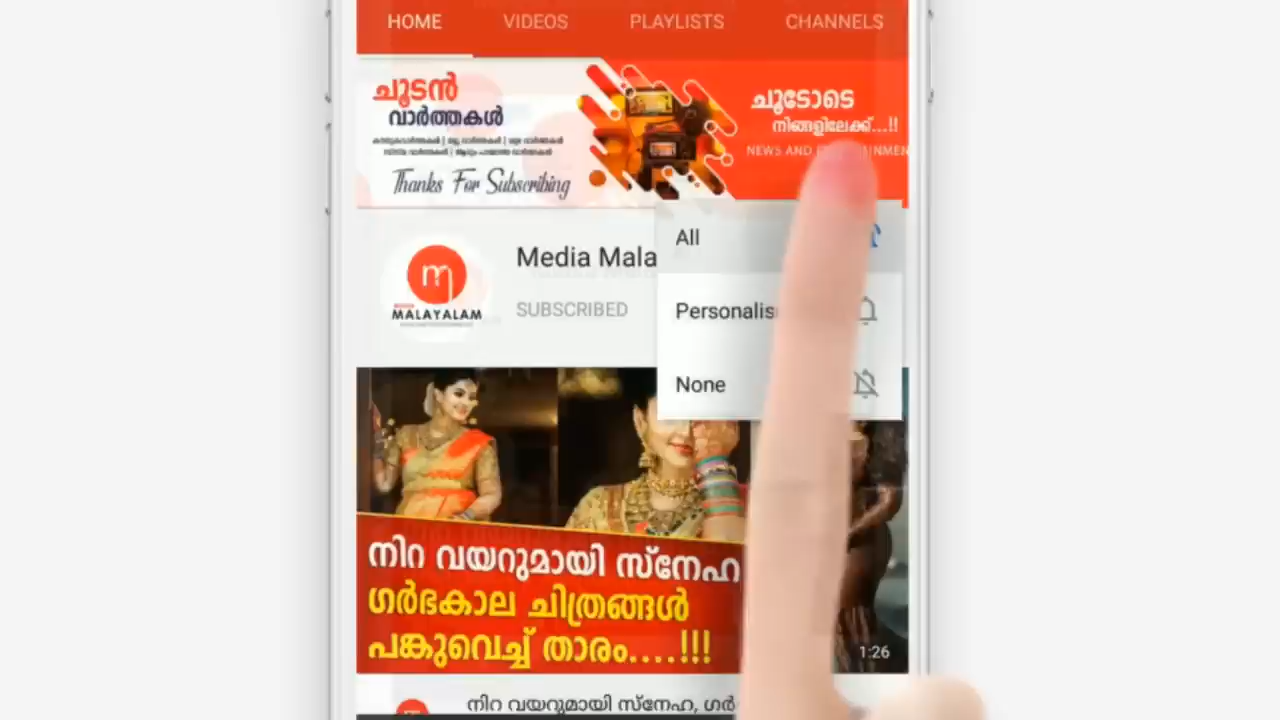 HOME VIDEOS PLAYLISTS CHANNELS
ചൂടൻ
വാർത്തകൾ
Thanks For Subscribing
ചൂടോടെ
നിങ്ങളിലേക്ക്...!!
NEWS AND
All
Media Mala
SUBSCRIBED
m
MALAYALAM
Personalis
None
നിറ വയറുമായി സ്നേഹ
ഗർഭകാല ചിത്രങ്ങൾ
പങ്കുവെച്ച് താരം....!!!
1:26
നിറ വയറുമായി സ്നേഹ, ഗർ